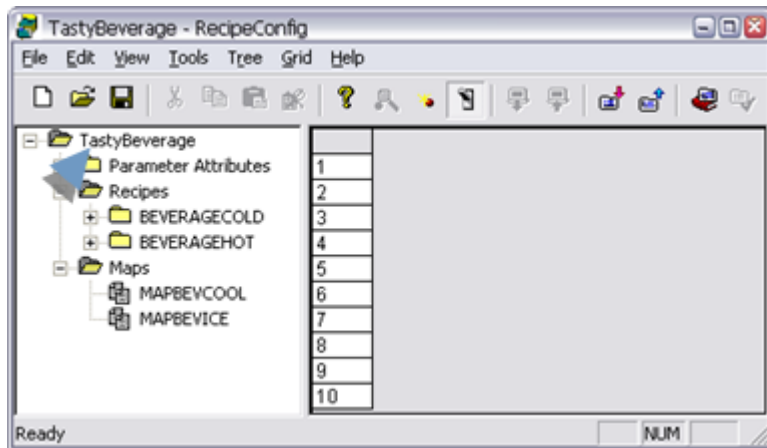 TastyBeverage - RecipeConfig
File Edit View Tools Tree Grid Help
TastyBeverage
Parameter Attributes
Recipes
BEVERAGECOLD
BEVERAGEHOT
Maps
MAPBEVCOOL
MAPBEVICE
1
2
3
4
5
6
7
8
9
10
Ready
NUM